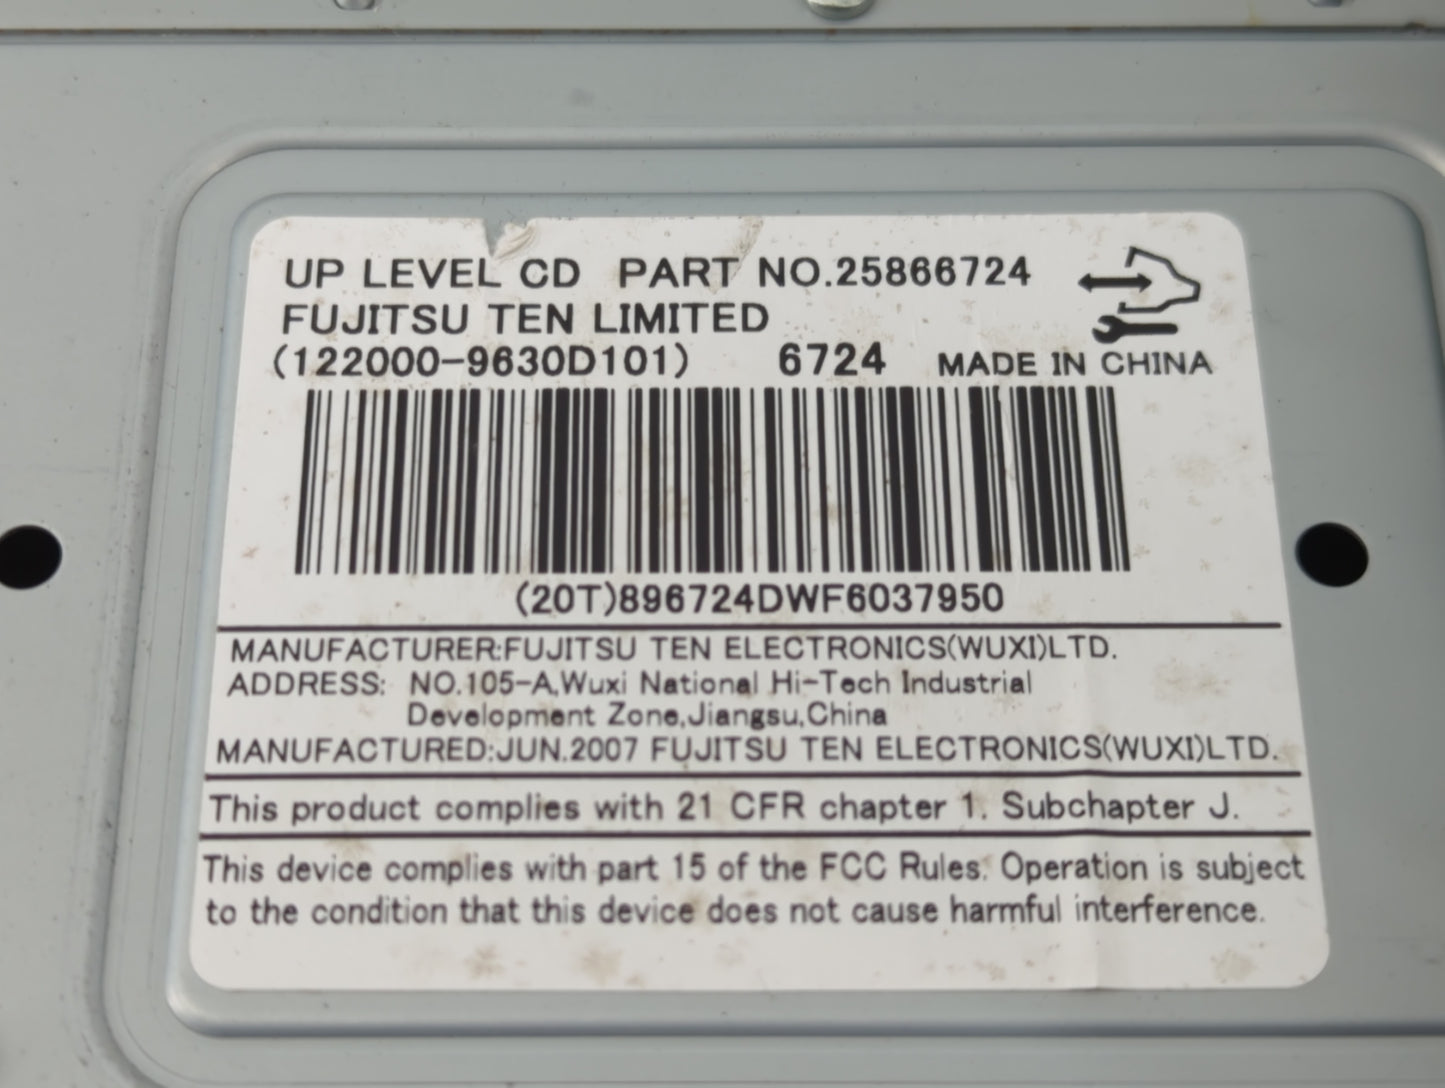 UP LEVEL CD PART NO.25866724
FUJITSU TEN LIMITED
(122000-9630D101) 6724 MADE IN CHINA
(20T)896724DWF6037950
MANUFACTURER:FUJITSU TEN ELECTRONICS(WUXI)LTD.
ADDRESS: NO.105-A,Wuxi National Hi-Tech Industrial
Development Zone,Jiangsu,China
MANUFACTURED:JUN.2007 FUJITSU TEN ELECTRONICS(WUXI)LTD.
This product complies with 21 CFR chapter 1. Subchapter J.
This device complies with part 15 of the FCC Rules. Operation is subject
to the condition that this device does not cause harmful interference.